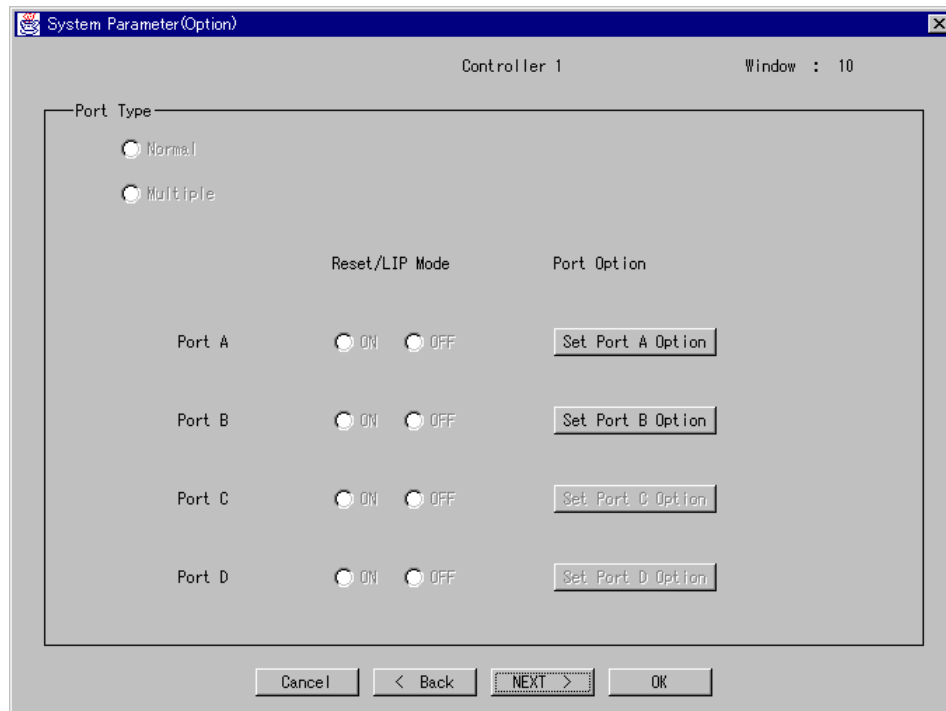 System Parameter(Option)
Controller 1 Window : 10
Port Type
Normal
Multiple
Reset/LIP Mode Port Option
Port A ON OFF Set Port A Option
Port B ON OFF Set Port B Option
Port C ON OFF Set Port C Option
Port D ON OFF Set Port D Option
Cancel < Back NEXT > OK